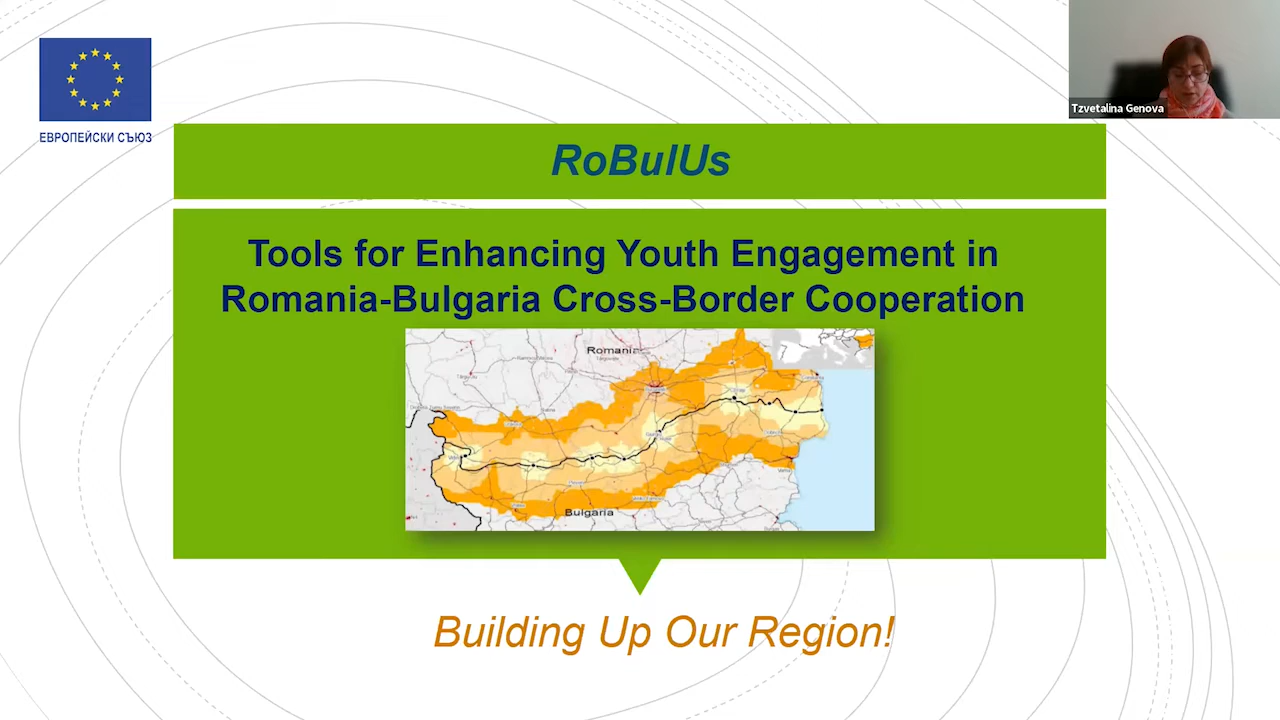 ЕВРОПЕЙСКИ СЪЮЗ
Tzvetalina Genova
RoBulUs
Tools for Enhancing Youth Engagement in
Romania-Bulgaria Cross-Border Cooperation
Romania
Bulgaria
Building Up Our Region!